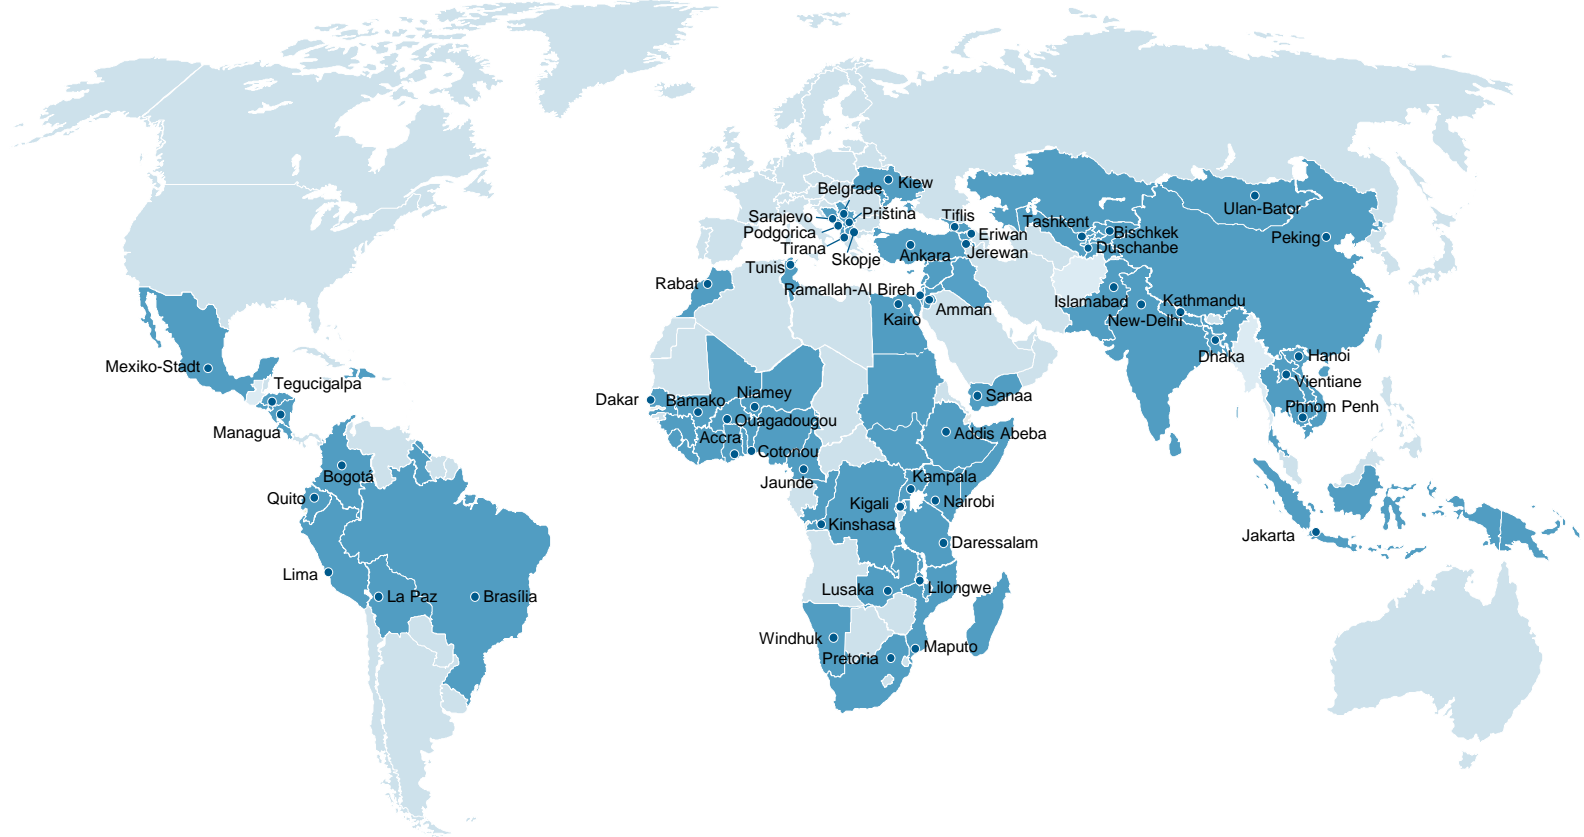 Kiew
Belgrade
Sarajevo
Priština
Podgorica
Tirana
Skopje
Tiflis
Eriwan
Jerewan
Ankara
Tashkent
Bischkek
Duschanbe
Ulan-Bator
Peking
Tunis
Rabat
Ramallah-Al Bireh
Amman
Kairo
Islamabad
Kathmandu
New-Delhi
Dhaka
Hanoi
Vientiane
Phnom Penh
Mexiko-Stadt
Tegucigalpa
Managua
Dakar
Bamako
Niamey
Ouagadougou
Accra
Cotonou
Jaunde
Sanaa
Addis Abeba
Kampala
Kigali
Nairobi
Kinshasa
Daressalam
Jakarta
Bogotá
Quito
Lima
La Paz
Brasília
Lusaka
Lilongwe
Windhuk
Pretoria
Maputo